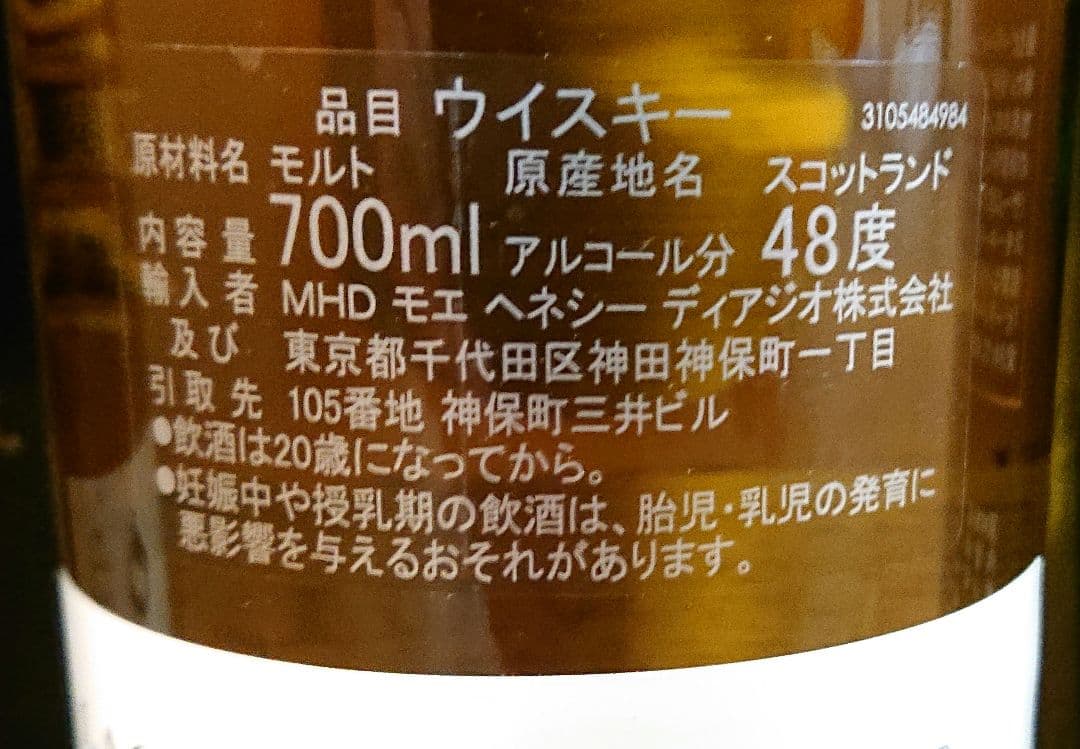 品目 ウイスキー 3105484984
原材料名 モルト 原産地名 スコットランド
内容量 700ml アルコール分 48度
輸入者 MHD モエ ヘネシー ディアジオ株式会社
及び 東京都千代田区神田神保町一丁目
引取先 105番地 神保町三井ビル
●飲酒は20歳になってから。
●妊娠中や授乳期の飲酒は、胎児・乳児の発育に
悪影響を与えるおそれがあります。